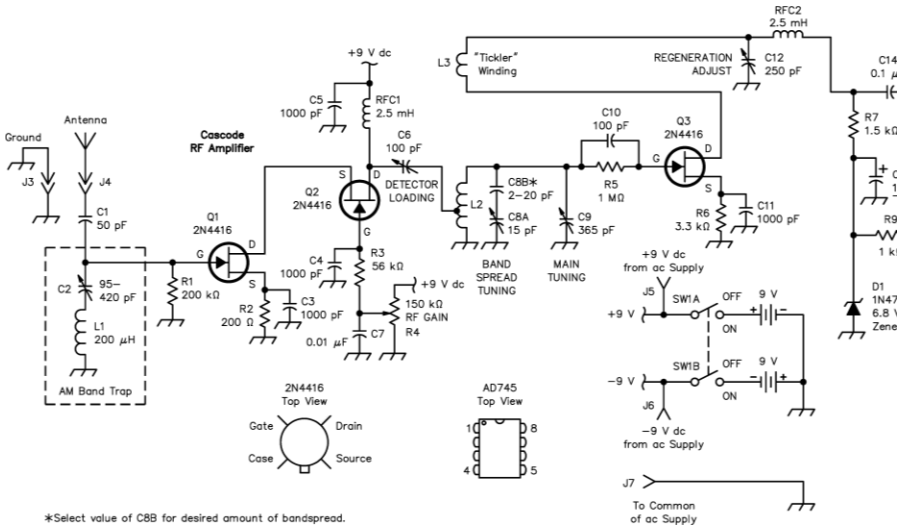 RFC2
2.5 mH
+9 V dc
L3
"Tickler"
Winding
REGENERATION
ADJUST
C12
250 pF
C14
0.1
C5
1000 pF
RFC1
2.5 mH
Antenna
Ground
Cascode
RF Amplifier
C10
100 pF
R7
1.5 kΩ
C6
100 pF
Q3
2N4416
D
G
S
J3
J4
S
D
DETECTOR
LOADING
Q2
2N4416
G
C8B*
2-20 pF
L2
C8A
15 pF
R5
1 MΩ
C9
365 pF
R6
3.3 kΩ
C11
1000 pF
C1
50 pF
Q1
2N4416
D
G
S
C4
1000 pF
R3
56 kΩ
BAND
SPREAD
TUNING
MAIN
TUNING
R9
+9 V dc
from ac Supply
C2
95-
420 pF
R1
200 kΩ
R2
200 Ω
C3
1000 pF
+9 V dc
150 kΩ
RF GAIN
R4
C7
0.01 µF
J5
SW1A
OFF
ON
9 V
+
-
+9 V
D1
6.8 V
L1
200 µH
AM Band Trap
SW1B
OFF
ON
9 V
-
+
-9 V
J6
-9 V dc
from ac Supply
2N4416
Top View
Gate
Drain
Case
Source
AD745
Top View
1
8
4
5
J7
To Common
of ac Supply
*Select value of C8B for desired amount of bandspread.